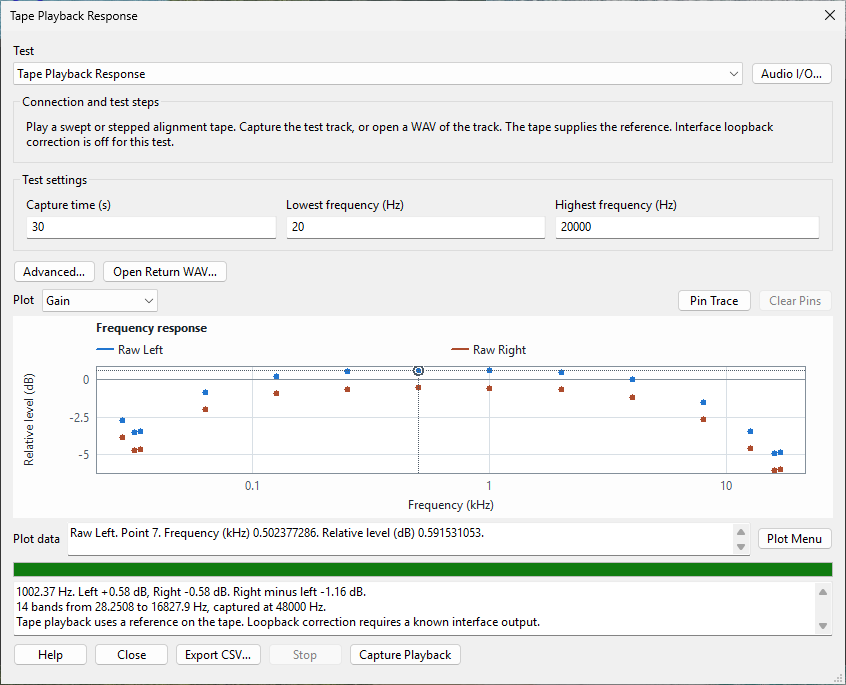 Tape Playback Response
Test
Tape Playback Response
Audio I/O...
Connection and test steps
Play a swept or stepped alignment tape. Capture the test track, or open a WAV of the track. The tape supplies the reference. Interface loopback
correction is off for this test.
Test settings
Capture time (s) Lowest frequency (Hz) Highest frequency (Hz)
30 20 20000
Advanced... Open Return WAV...
Plot Gain Pin Trace Clear Pins
Frequency response
Raw Left Raw Right
Relative level (dB)
0
-2.5
-5
0.1 1 10
Frequency (kHz)
Plot data Raw Left. Point 7. Frequency (kHz) 0.502377286. Relative level (dB) 0.591531053. Plot Menu
1002.37 Hz. Left +0.58 dB, Right -0.58 dB. Right minus left -1.16 dB.
14 bands from 28.2508 to 16827.9 Hz, captured at 48000 Hz.
Tape playback uses a reference on the tape. Loopback correction requires a known interface output.
Help Close Export CSV... Stop Capture Playback